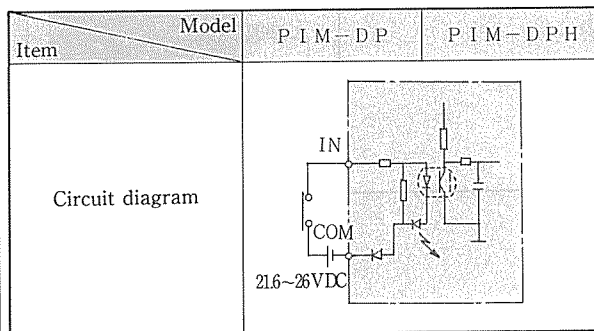 Model
Item
PIM-DP
PIM-DPH
Circuit diagram
IN
COM
21.6~26VDC